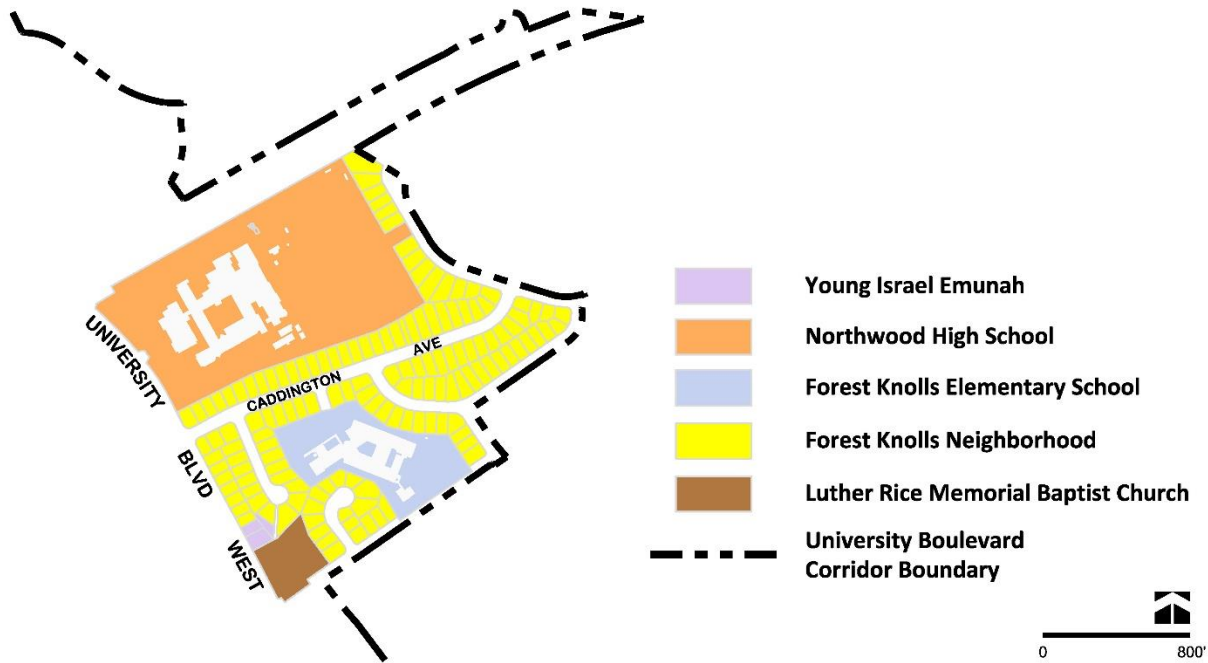 UNIVERSITY
BLVD
WEST
CADDINGTON
AVE
Young Israel Emunah
Northwood High School
Forest Knolls Elementary School
Forest Knolls Neighborhood
Luther Rice Memorial Baptist Church
University Boulevard
Corridor Boundary
0 800'